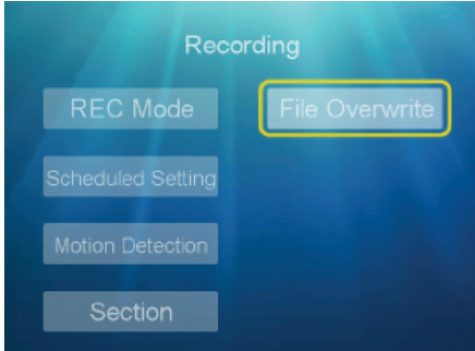 Recording
REC Mode
File Overwrite
Scheduled Setting
Motion Detection
Section